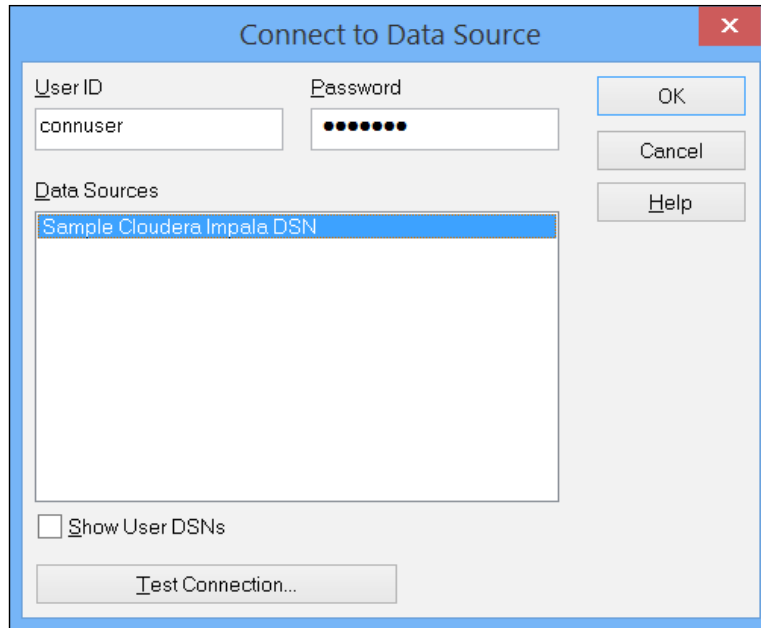 Connect to Data Source
User ID
Password
OK
connuser
●●●●●●●
Cancel
Data Sources
Help
Sample Cloudera Impala DSN
Show User DSNs
Test Connection...